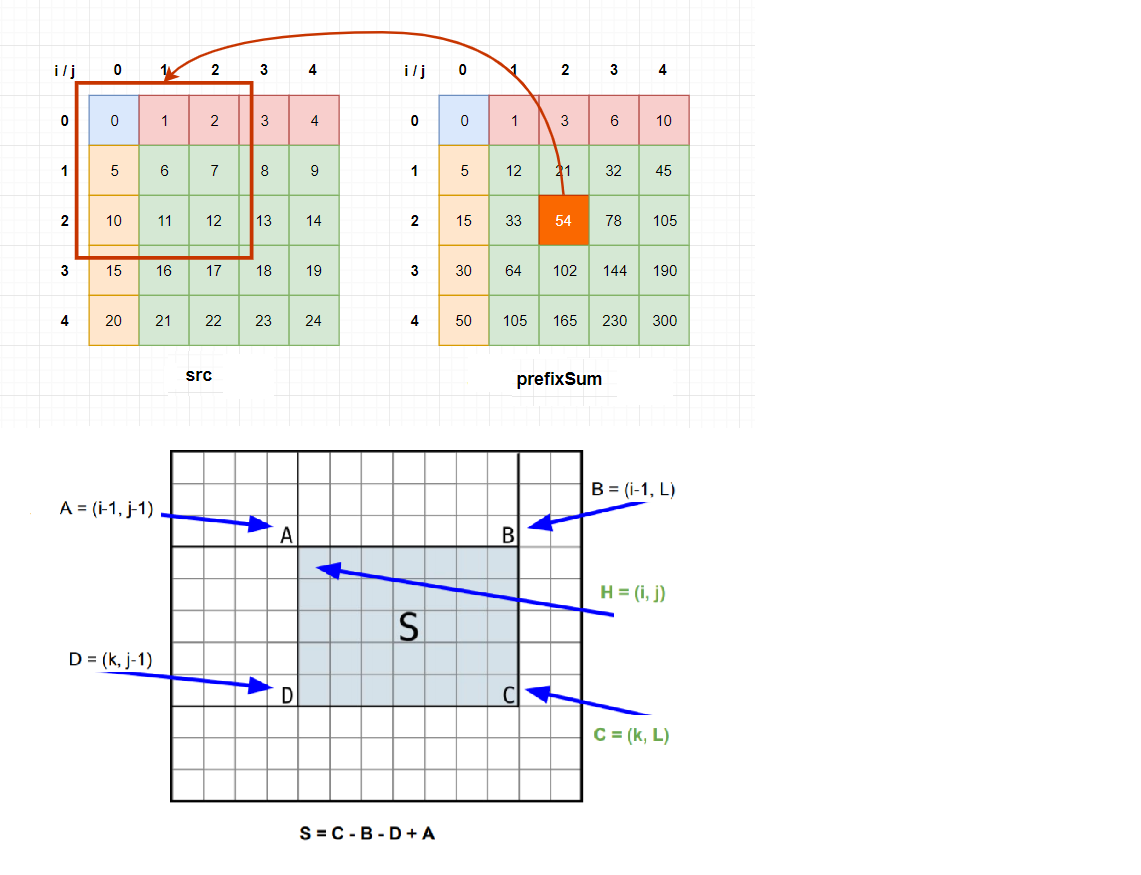 i / j 0 1 2 3 4
0 0 1 2 3 4
1 5 6 7 8 9
2 10 11 12 13 14
3 15 16 17 18 19
4 20 21 22 23 24
src
i / j 0 1 2 3 4
0 0 1 3 6 10
1 5 12 21 32 45
2 15 33 54 78 105
3 30 64 102 144 190
4 50 105 165 230 300
prefixSum
A = (i-1, j-1)
B = (i-1, L)
A
B
H = (i, j)
S
D = (k, j-1)
D
C
C = (k, L)
S = C - B - D + A